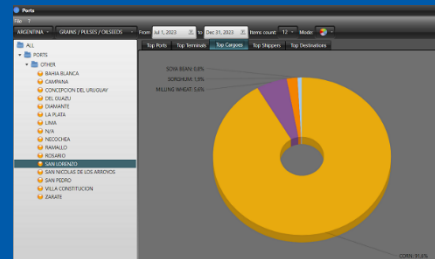 Ports
File ?
ARGENTINA GRAINS / PULSES / OILSEEDS From Jul 1, 2023 to Dec 31, 2023 Items count: 12 Mode:
ALL
PORTS
OTHER
BAHIA BLANCA
CAMPANA
CONCEPCION DEL URUGUAY
DEL GUAZU
DIAMANTE
LA PLATA
LIMA
N/A
NECOCHEA
RAMALLO
ROSARIO
SAN LORENZO
SAN NICOLAS DE LOS ARROYOS
SAN PEDRO
VILLA CONSTITUCION
ZARATE
Top Ports Top Terminals Top Cargoes Top Shippers Top Destinations
SOYA BEAN: 0,8%
SORGHUM: 1,8%
MILLING WHEAT: 5,6%
CORN: 91,8%